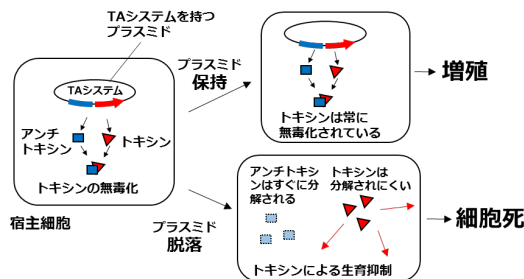 TAシステムを持つ
プラスミド
TAシステム
アンチ
トキシン
トキシン
トキシンの無毒化
宿主細胞
プラスミド
保持
トキシンは常に
無毒化されている
増殖
プラスミド
脱落
アンチトキシ
ンはすぐに分
解される
トキシンは
分解されにくい
トキシンによる生育抑制
細胞死